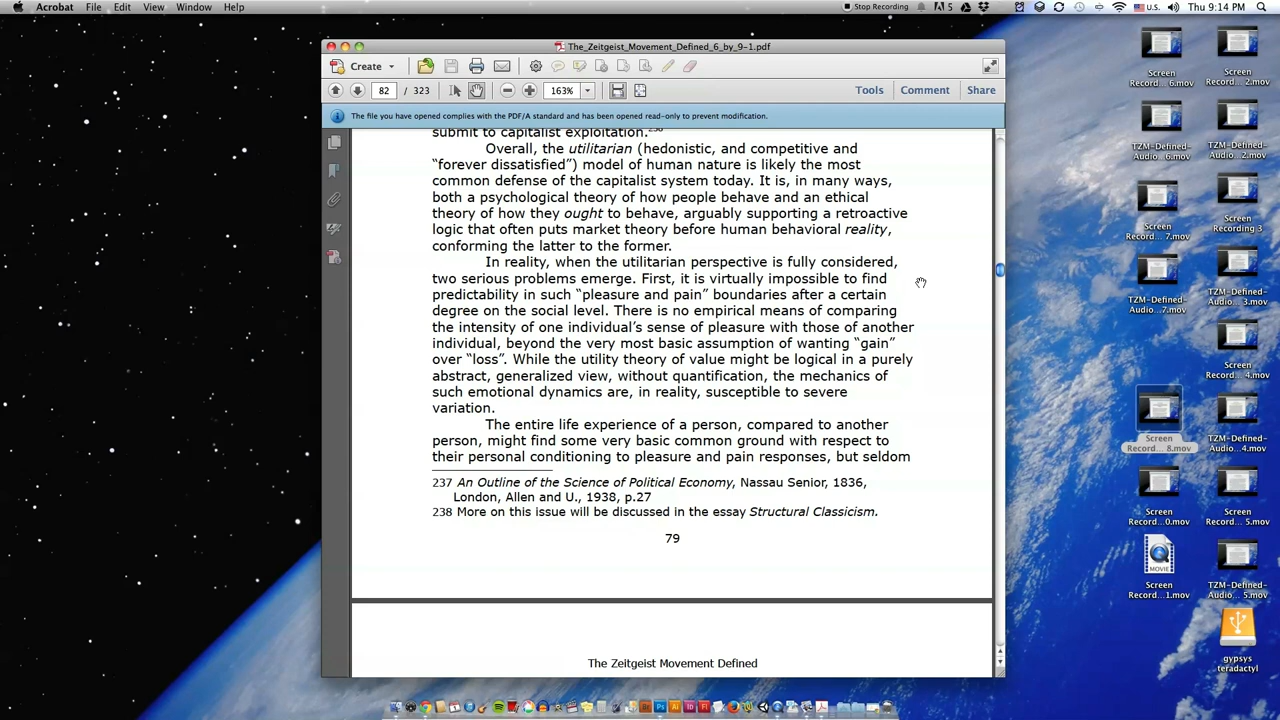 Acrobat File Edit View Window Help Stop Recording 5 U.S. Thu 9:14 PM
The_Zeitgeist_Movement_Defined_6_by_9-1.pdf
Create
82 / 323 163% Tools Comment Share
The file you have opened complies with the PDF/A standard and has been opened read-only to prevent modification.
submit to capitalist exploitation.
Overall, the utilitarian (hedonistic, and competitive and
“forever dissatisfied”) model of human nature is likely the most
common defense of the capitalist system today. It is, in many ways,
both a psychological theory of how people behave and an ethical
theory of how they ought to behave, arguably supporting a retroactive
logic that often puts market theory before human behavioral reality,
conforming the latter to the former.
In reality, when the utilitarian perspective is fully considered,
two serious problems emerge. First, it is virtually impossible to find
predictability in such “pleasure and pain” boundaries after a certain
degree on the social level. There is no empirical means of comparing
the intensity of one individual’s sense of pleasure with those of another
individual, beyond the very most basic assumption of wanting “gain”
over “loss”. While the utility theory of value might be logical in a purely
abstract, generalized view, without quantification, the mechanics of
such emotional dynamics are, in reality, susceptible to severe
variation.
The entire life experience of a person, compared to another
person, might find some very basic common ground with respect to
their personal conditioning to pleasure and pain responses, but seldom
237 An Outline of the Science of Political Economy, Nassau Senior, 1836,
London, Allen and U., 1938, p.27
238 More on this issue will be discussed in the essay Structural Classicism.
79
The Zeitgeist Movement Defined
Screen
Record... 6.mov
Screen
Record... 2.mov
TZM-Defined-
Audio... 6.mov
TZM-Defined-
Audio... 2.mov
Screen
Record... 7.mov
Screen
Recording 3
TZM-Defined-
Audio... 7.mov
TZM-Defined-
Audio... 3.mov
Screen
Record... 4.mov
Screen
Record... 8.mov
TZM-Defined-
Audio... 4.mov
Screen
Record... 0.mov
Screen
Record... 5.mov
MOVIE
Screen
Record... 1.mov
TZM-Defined-
Audio... 5.mov
gypsys
teradactyl